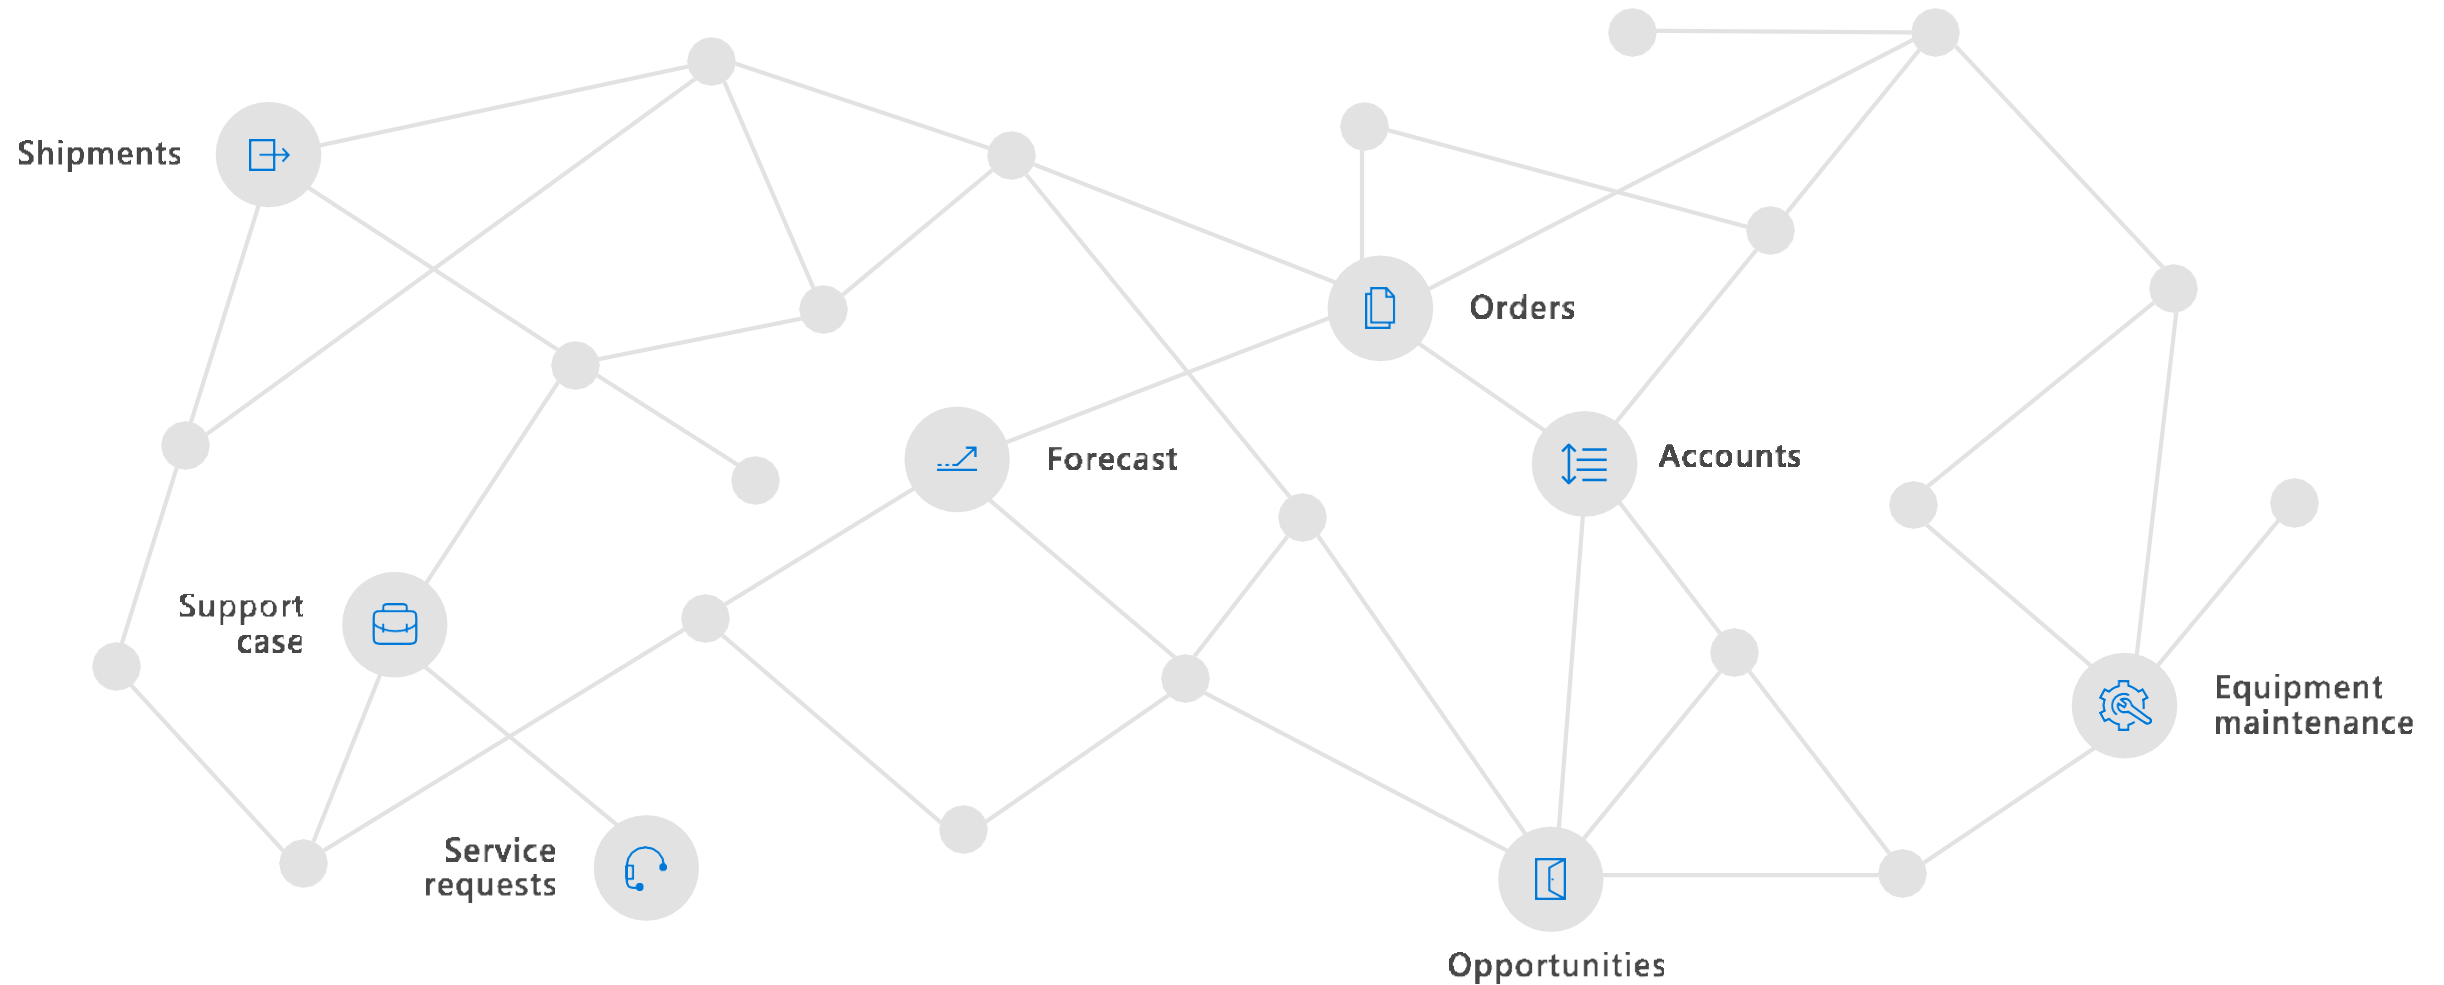 Shipments
Orders
Accounts
Forecast
Support
case
Equipment
maintenance
Service
requests
Opportunities